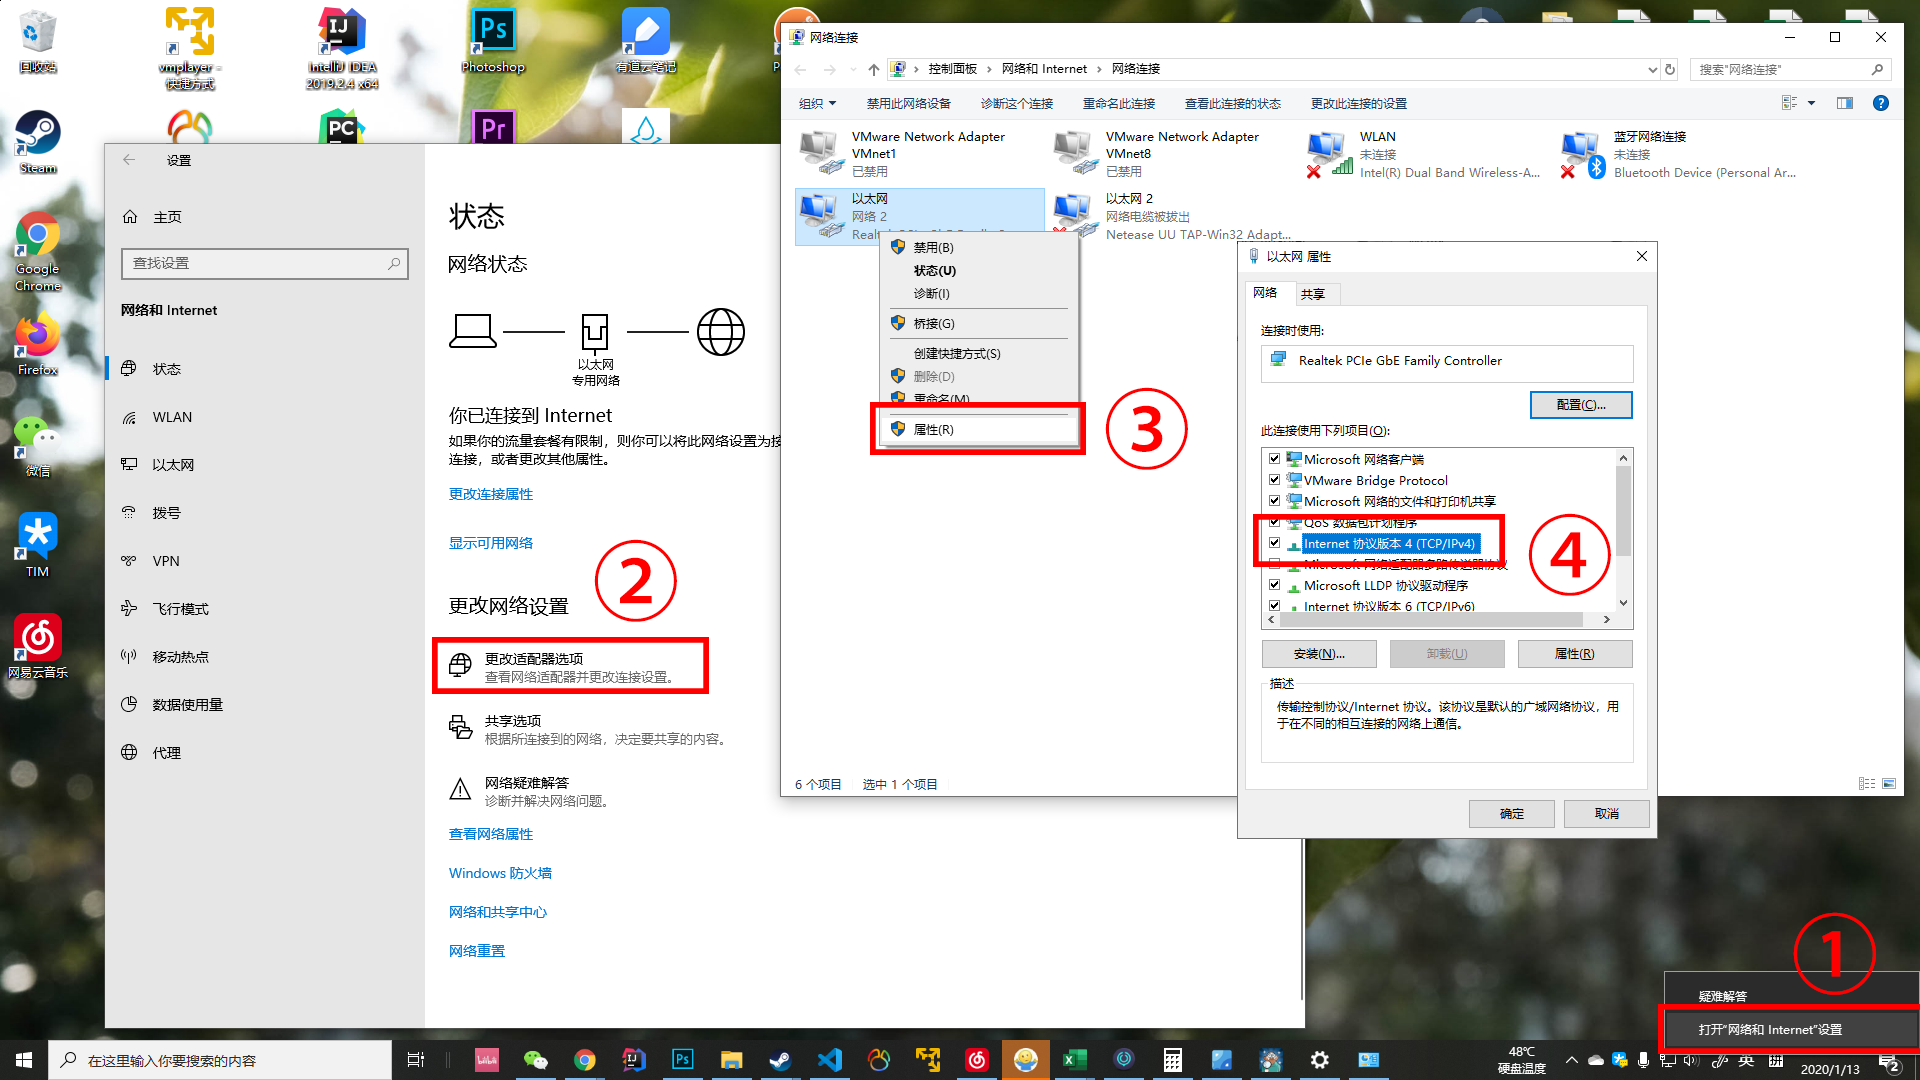 回收站
vmplayer -
快捷方式
IntelliJ IDEA
2019.2.4 x64
Photoshop
有道云笔记
Steam
Google
Chrome
Firefox
微信
TIM
网易云音乐
设置
主页
查找设置
网络和 Internet
状态
WLAN
以太网
拨号
VPN
飞行模式
移动热点
数据使用量
代理
状态
网络状态
以太网
专用网络
你已连接到 Internet
如果你的流量套餐有限制，则你可以将此网络设置为按
连接，或者更改其他属性。
更改连接属性
显示可用网络
更改网络设置
②
更改适配器选项
查看网络适配器并更改连接设置。
共享选项
根据所连接到的网络，决定要共享的内容。
网络疑难解答
诊断并解决网络问题。
查看网络属性
Windows 防火墙
网络和共享中心
网络重置
网络连接
控制面板 › 网络和 Internet › 网络连接
搜索"网络连接"
组织 禁用此网络设备 诊断这个连接 重命名此连接 查看此连接的状态 更改此连接的设置
VMware Network Adapter
VMnet1
已禁用
VMware Network Adapter
VMnet8
已禁用
WLAN
未连接
Intel(R) Dual Band Wireless-A...
蓝牙网络连接
未连接
Bluetooth Device (Personal Ar...
以太网
网络 2
以太网 2
网络电缆被拔出
Netease UU TAP-Win32 Adapt...
禁用(B)
状态(U)
诊断(I)
桥接(G)
创建快捷方式(S)
删除(D)
重命名(M)
属性(R)
③
6 个项目 选中 1 个项目
以太网 属性
网络 共享
连接时使用:
Realtek PCIe GbE Family Controller
配置(C)...
此连接使用下列项目(O):
Microsoft 网络客户端
VMware Bridge Protocol
Microsoft 网络的文件和打印机共享
QoS 数据包计划程序
Internet 协议版本 4 (TCP/IPv4)
Microsoft 网络适配器多路传送器协议
Microsoft LLDP 协议驱动程序
Internet 协议版本 6 (TCP/IPv6)
④
安装(N)... 卸载(U) 属性(R)
描述
传输控制协议/Internet 协议。该协议是默认的广域网络协议，用
于在不同的相互连接的网络上通信。
确定 取消
①
疑难解答
打开"网络和 Internet"设置
在这里输入你要搜索的内容
48℃
硬盘温度
英
拼
2020/1/13
2